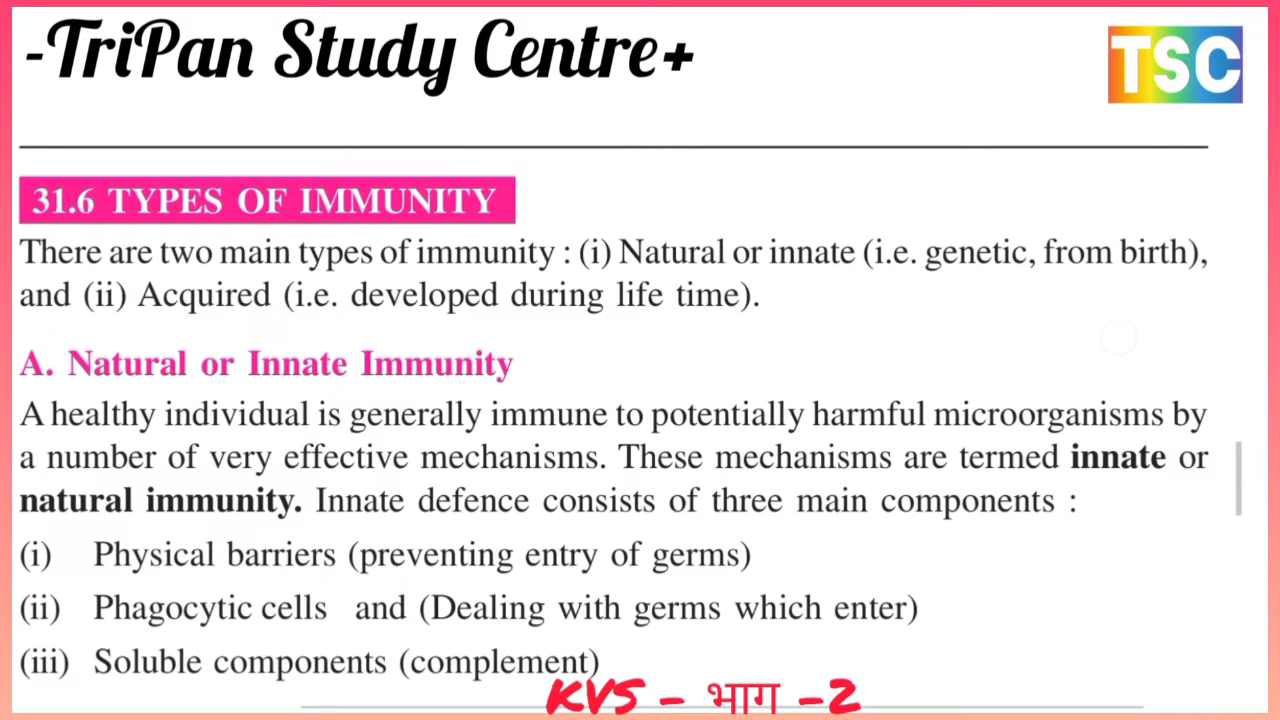 -TriPan Study Centre+
TSC
31.6 TYPES OF IMMUNITY
There are two main types of immunity : (i) Natural or innate (i.e. genetic, from birth),
and (ii) Acquired (i.e. developed during life time).
A. Natural or Innate Immunity
A healthy individual is generally immune to potentially harmful microorganisms by
a number of very effective mechanisms. These mechanisms are termed innate or
natural immunity. Innate defence consists of three main components :
(i) Physical barriers (preventing entry of germs)
(ii) Phagocytic cells and (Dealing with germs which enter)
(iii) Soluble components (complement)
KVS - भाग -2